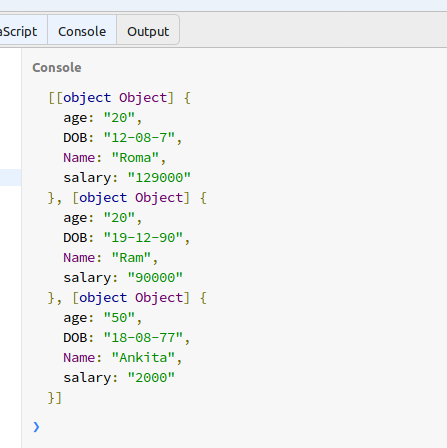 aScript Console Output
Console
[[object Object] {
age: "20",
DOB: "12-08-7",
Name: "Roma",
salary: "129000"
}, [object Object] {
age: "20",
DOB: "19-12-90",
Name: "Ram",
salary: "90000"
}, [object Object] {
age: "50",
DOB: "18-08-77",
Name: "Ankita",
salary: "2000"
}]
❯